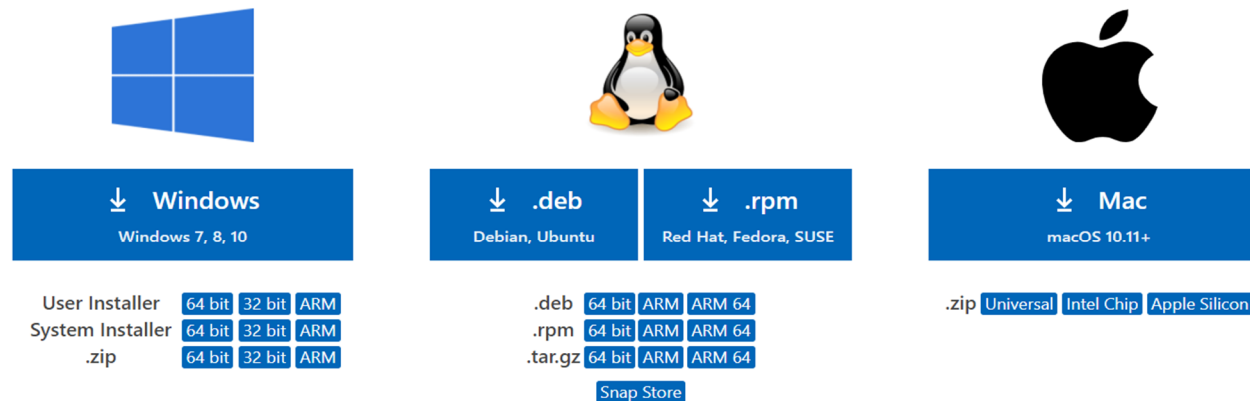 Windows
Windows 7, 8, 10
User Installer 64 bit 32 bit ARM
System Installer 64 bit 32 bit ARM
.zip 64 bit 32 bit ARM
.deb
Debian, Ubuntu
.rpm
Red Hat, Fedora, SUSE
.deb 64 bit ARM ARM 64
.rpm 64 bit ARM ARM 64
.tar.gz 64 bit ARM ARM 64
Snap Store
Mac
macOS 10.11+
.zip Universal Intel Chip Apple Silicon